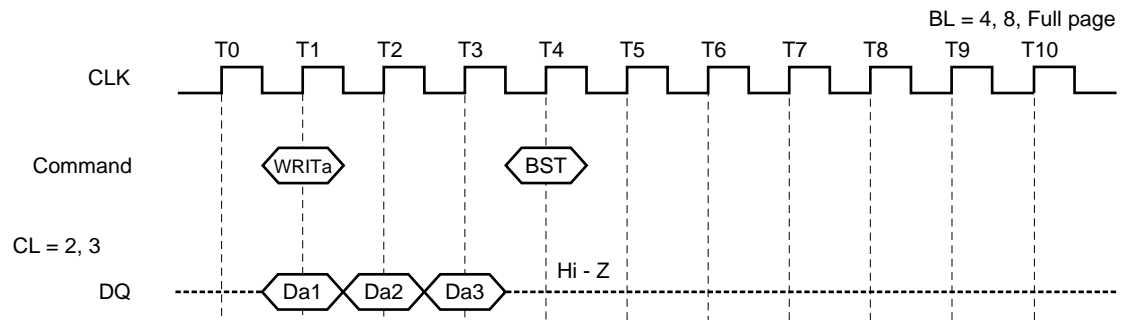 BL = 4, 8, Full page
T0 T1 T2 T3 T4 T5 T6 T7 T8 T9 T10
CLK
Command WRITa BST
CL = 2, 3
Hi - Z
DQ Da1 Da2 Da3